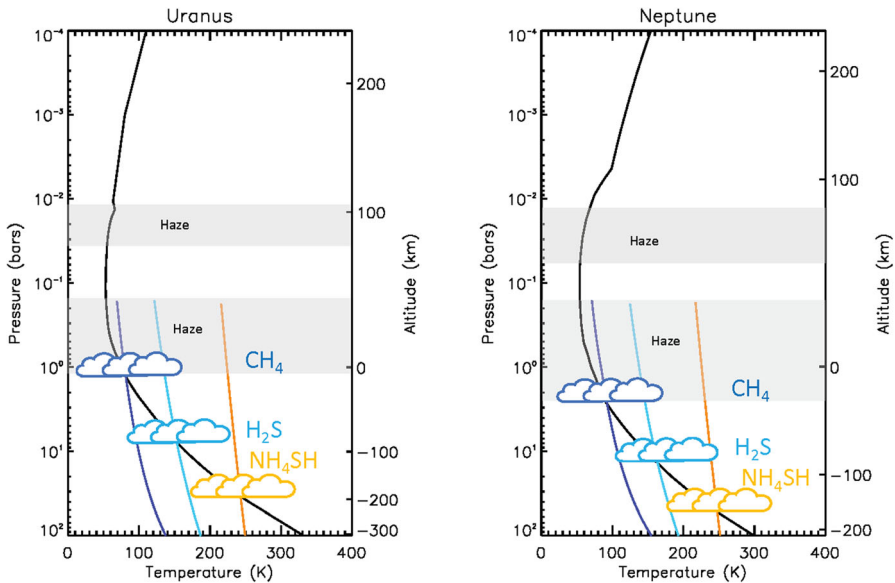 Uranus
10⁻⁴
10⁻³
10⁻²
10⁻¹
10⁰
10¹
10²
Pressure (bars)
Haze
Haze
CH₄
H₂S
NH₄SH
200
100
0
−100
−200
−300
Altitude (km)
0 100 200 300 400
Temperature (K)
Neptune
10⁻⁴
10⁻³
10⁻²
10⁻¹
10⁰
10¹
10²
Pressure (bars)
Haze
Haze
CH₄
H₂S
NH₄SH
200
100
0
−100
−200
Altitude (km)
0 100 200 300 400
Temperature (K)